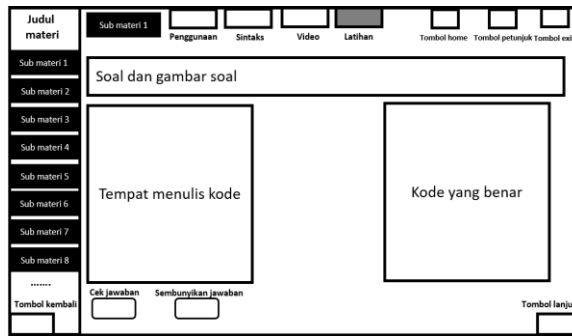 Judul
materi
Sub materi 1
Penggunaan
Sintaks
Video
Latihan
Tombol home
Tombol petunjuk
Tombol exi
Sub materi 1
Sub materi 2
Sub materi 3
Sub materi 4
Sub materi 5
Sub materi 6
Sub materi 7
Sub materi 8
.......
Tombol kembali
Soal dan gambar soal
Tempat menulis kode
Kode yang benar
Cek jawaban
Sembunyikan jawaban
Tombol lanju